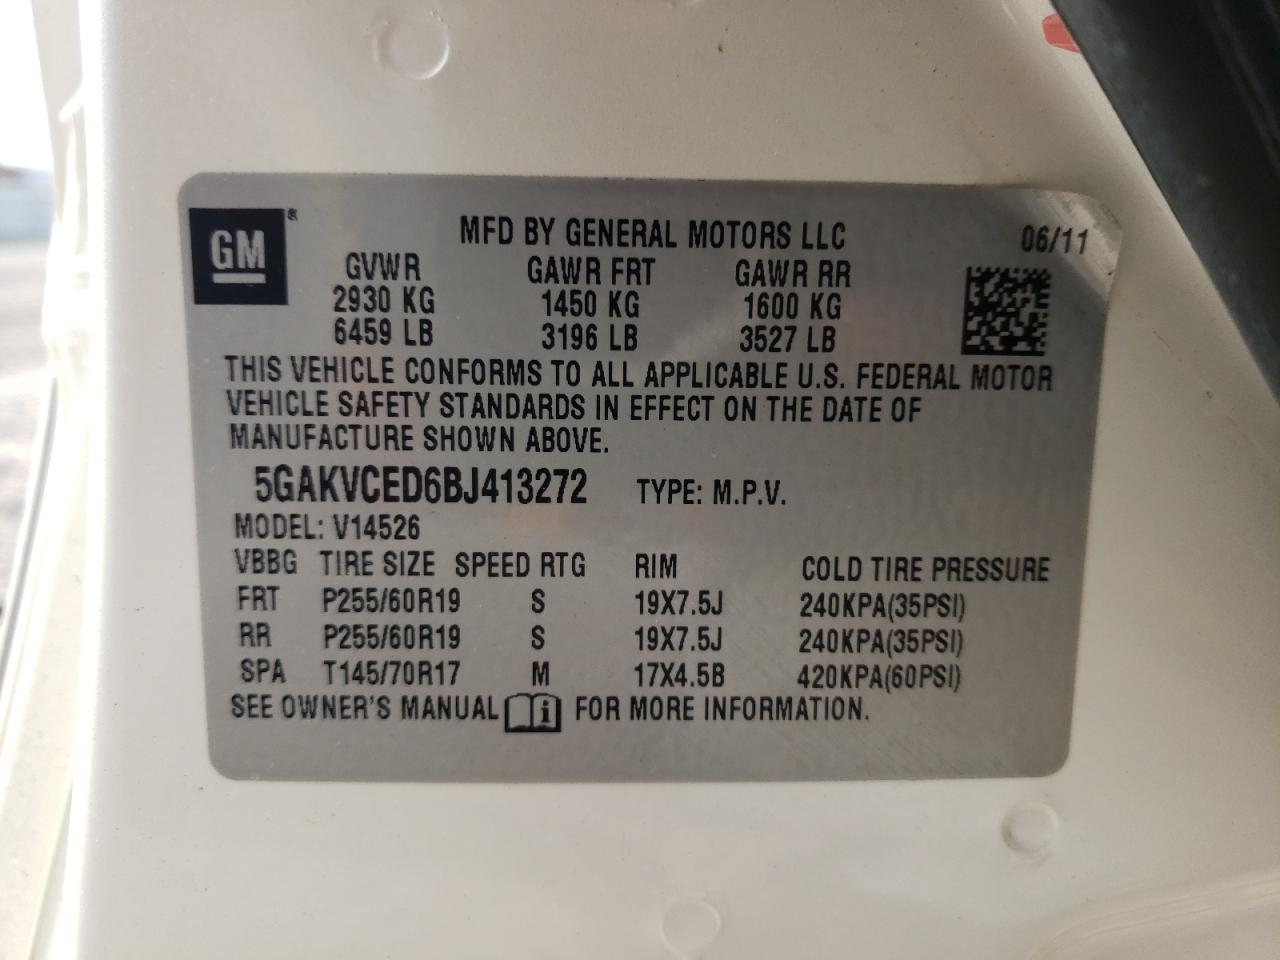 GM ® MFD BY GENERAL MOTORS LLC 06/11
GVWR GAWR FRT GAWR RR
2930 KG 1450 KG 1600 KG
6459 LB 3196 LB 3527 LB
THIS VEHICLE CONFORMS TO ALL APPLICABLE U.S. FEDERAL MOTOR
VEHICLE SAFETY STANDARDS IN EFFECT ON THE DATE OF
MANUFACTURE SHOWN ABOVE.
5GAKVCED6BJ413272 TYPE: M.P.V.
MODEL: V14526
VBBG TIRE SIZE SPEED RTG RIM COLD TIRE PRESSURE
FRT P255/60R19 S 19X7.5J 240KPA(35PSI)
RR P255/60R19 S 19X7.5J 240KPA(35PSI)
SPA T145/70R17 M 17X4.5B 420KPA(60PSI)
SEE OWNER'S MANUAL i FOR MORE INFORMATION.